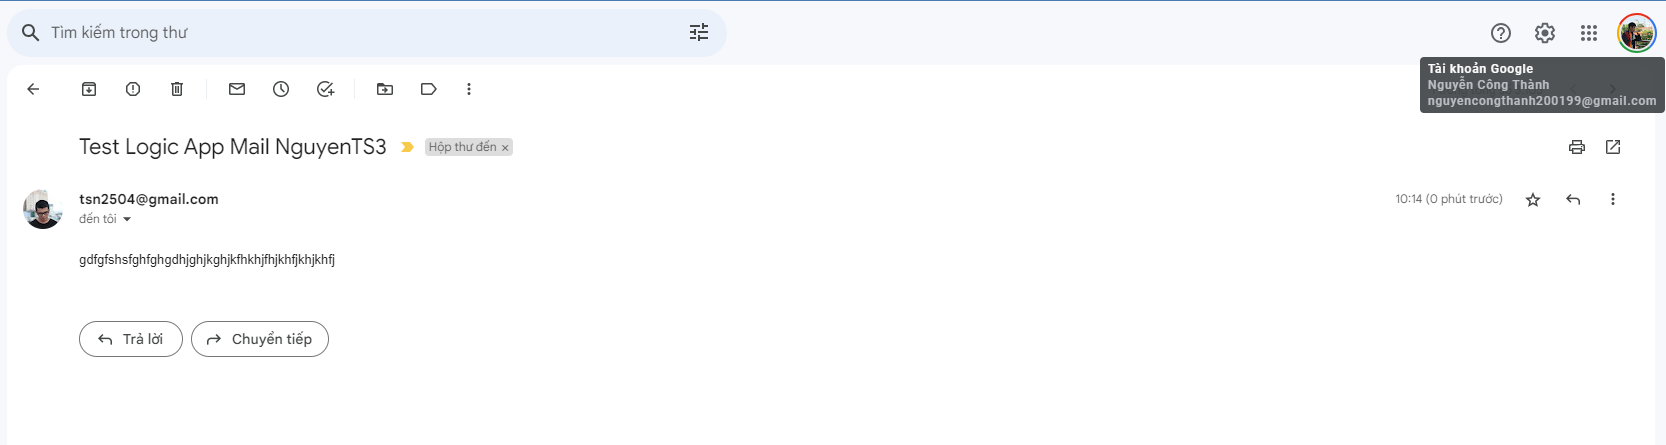 Tìm kiếm trong thư
Tài khoản Google
Nguyễn Công Thành
nguyencongthanh200199@gmail.com
Test Logic App Mail NguyenTS3 Hộp thư đến ×
tsn2504@gmail.com 10:14 (0 phút trước)
đến tôi
gdfgfshsfghfghgdhjghjkghjkfhkhjfhjkhfjkhjkhfj
Trả lời Chuyển tiếp